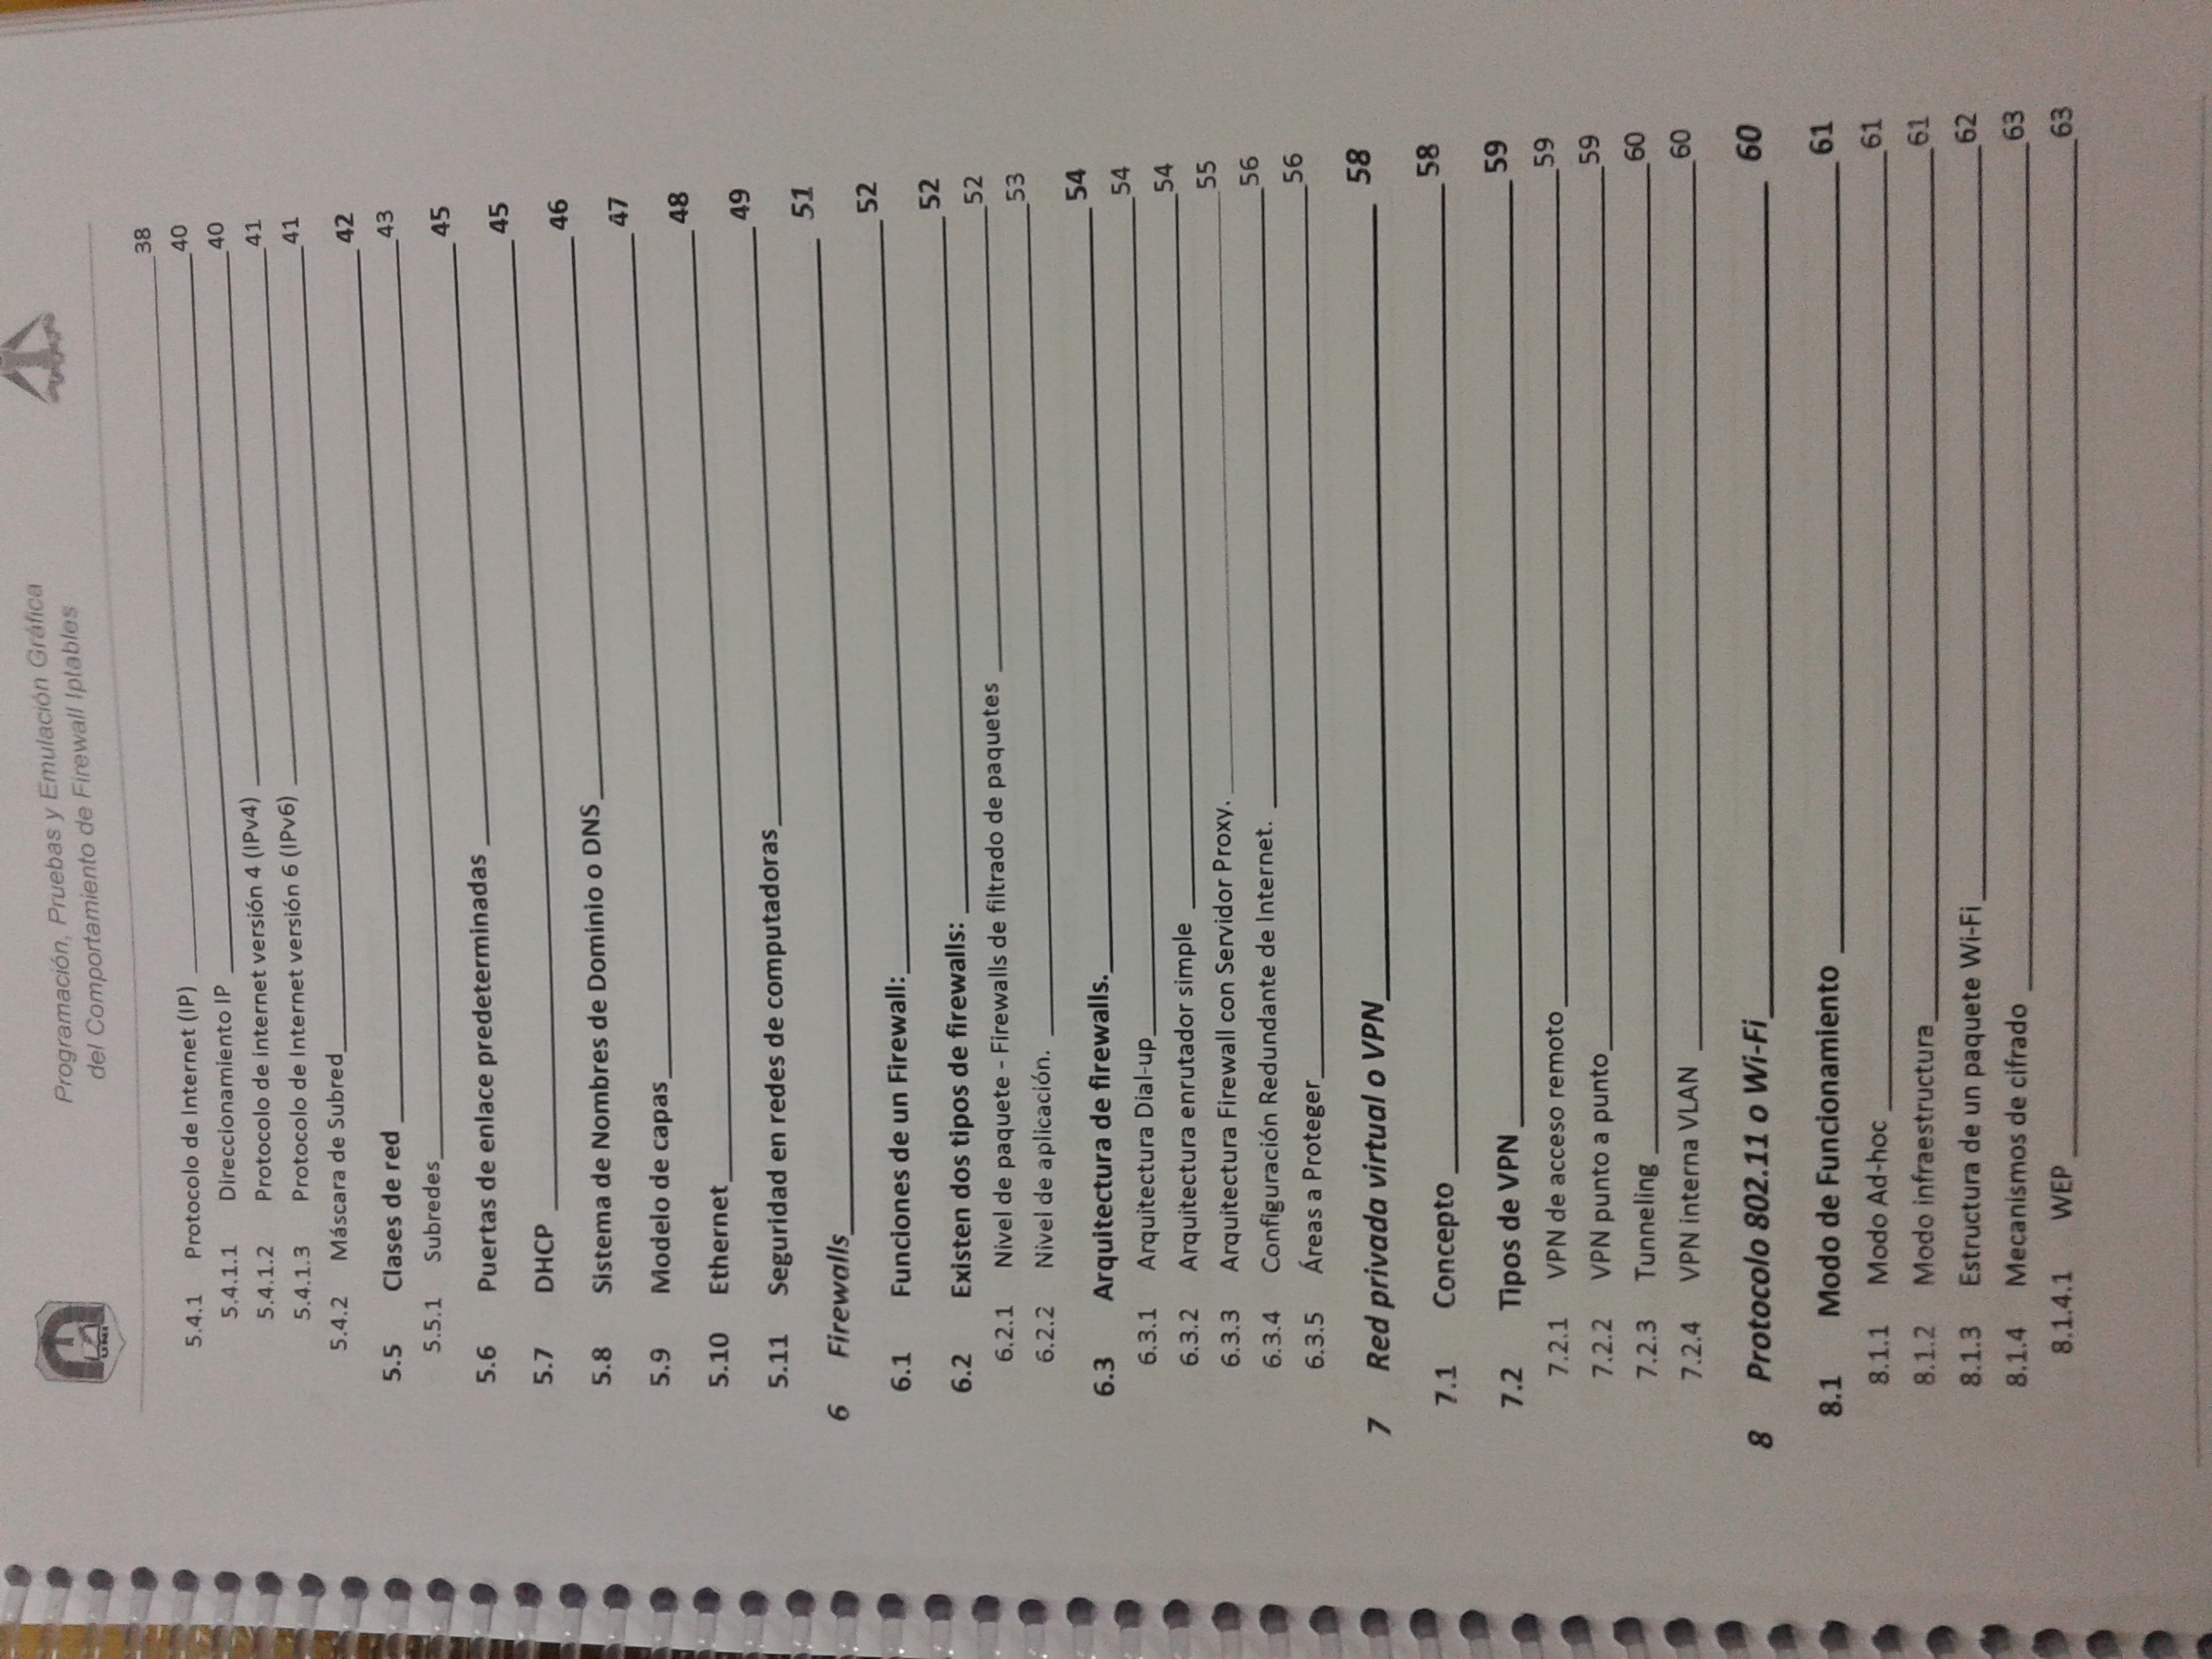 UNI
Programación, Pruebas y Emulación Gráfica
del Comportamiento de Firewall Iptables
5.4.1 Protocolo de Internet (IP) 38
5.4.1.1 Direccionamiento IP 40
5.4.1.2 Protocolo de internet versión 4 (IPv4) 40
5.4.1.3 Protocolo de Internet versión 6 (IPv6) 41
5.4.2 Máscara de Subred 41
5.5 Clases de red 42
5.5.1 Subredes 43
5.6 Puertas de enlace predeterminadas 45
5.7 DHCP 45
5.8 Sistema de Nombres de Dominio o DNS 46
5.9 Modelo de capas 47
5.10 Ethernet 48
5.11 Seguridad en redes de computadoras 49
6 Firewalls 51
6.1 Funciones de un Firewall: 52
6.2 Existen dos tipos de firewalls: 52
6.2.1 Nivel de paquete - Firewalls de filtrado de paquetes 52
6.2.2 Nivel de aplicación. 53
6.3 Arquitectura de firewalls. 54
6.3.1 Arquitectura Dial-up 54
6.3.2 Arquitectura enrutador simple 54
6.3.3 Arquitectura Firewall con Servidor Proxy. 55
6.3.4 Configuración Redundante de Internet. 56
6.3.5 Áreas a Proteger 56
7 Red privada virtual o VPN 58
7.1 Concepto 58
7.2 Tipos de VPN 59
7.2.1 VPN de acceso remoto 59
7.2.2 VPN punto a punto 59
7.2.3 Tunneling 60
7.2.4 VPN interna VLAN 60
8 Protocolo 802.11 o Wi-Fi 60
8.1 Modo de Funcionamiento 61
8.1.1 Modo Ad-hoc 61
8.1.2 Modo infraestructura 61
8.1.3 Estructura de un paquete Wi-Fi 62
8.1.4 Mecanismos de cifrado 63
8.1.4.1 WEP 63